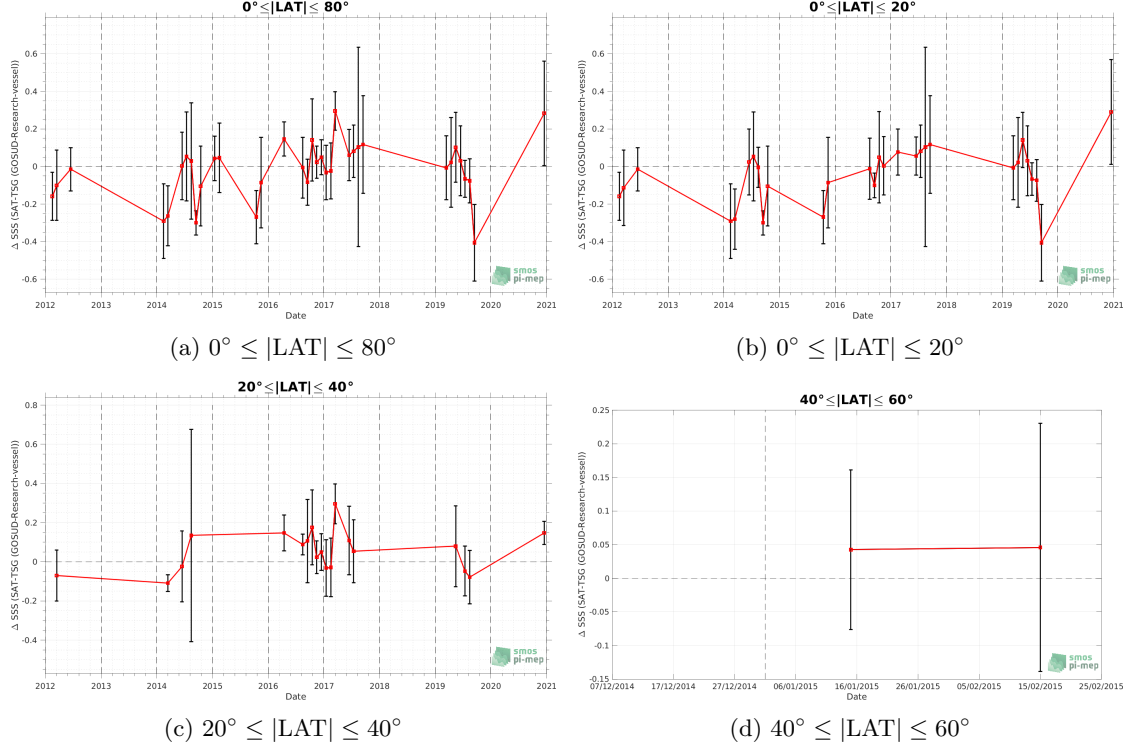 0°≤|LAT|≤ 80°
Δ SSS (SAT-TSG (GOSUD-Research-vessel))
0.6
0.4
0.2
0
-0.2
-0.4
-0.6
2012 2013 2014 2015 2016 2017 2018 2019 2020 2021
Date
smos
pi-mep
(a) 0° ≤ |LAT| ≤ 80°
0°≤|LAT|≤ 20°
Δ SSS (SAT-TSG (GOSUD-Research-vessel))
0.6
0.4
0.2
0
-0.2
-0.4
-0.6
2012 2013 2014 2015 2016 2017 2018 2019 2020 2021
Date
smos
pi-mep
(b) 0° ≤ |LAT| ≤ 20°
20°≤|LAT|≤ 40°
Δ SSS (SAT-TSG (GOSUD-Research-vessel))
0.8
0.6
0.4
0.2
0
-0.2
-0.4
2012 2013 2014 2015 2016 2017 2018 2019 2020 2021
Date
smos
pi-mep
(c) 20° ≤ |LAT| ≤ 40°
40°≤|LAT|≤ 60°
Δ SSS (SAT-TSG (GOSUD-Research-vessel))
0.25
0.2
0.15
0.1
0.05
0
-0.05
-0.1
-0.15
07/12/2014 17/12/2014 27/12/2014 06/01/2015 16/01/2015 26/01/2015 05/02/2015 15/02/2015 25/02/2015
Date
smos
pi-mep
(d) 40° ≤ |LAT| ≤ 60°